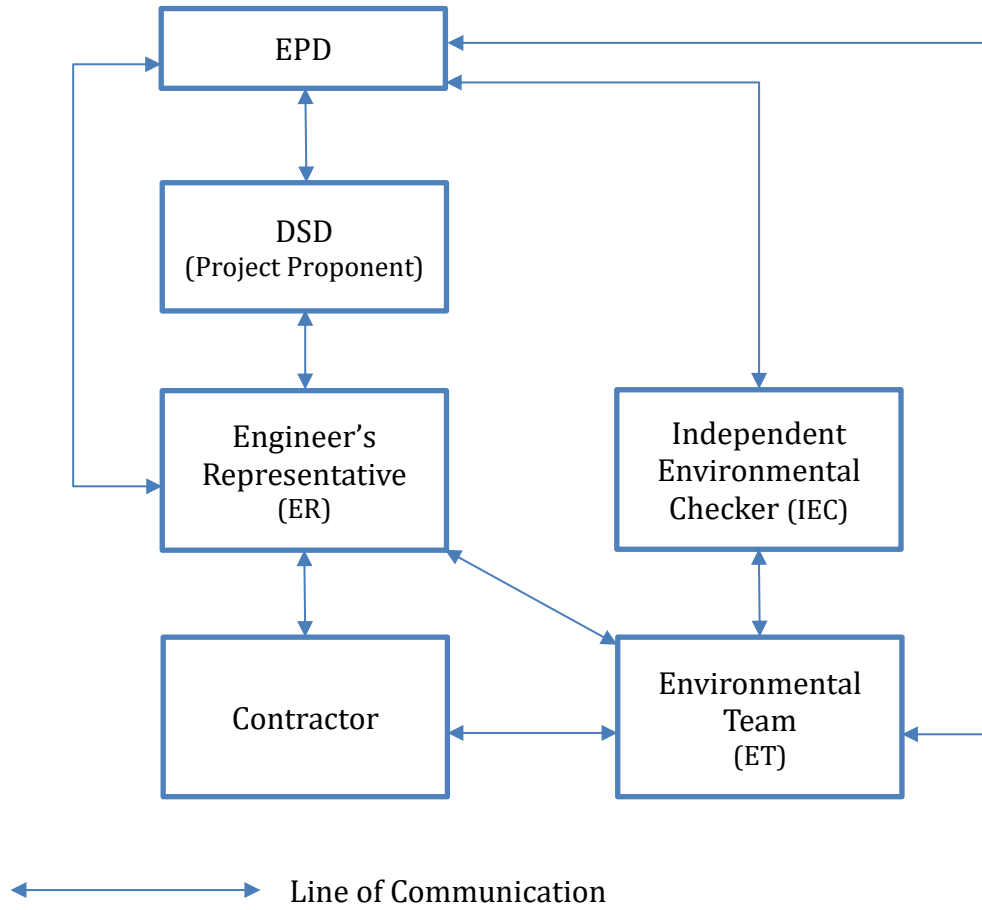 EPD
DSD
(Project Proponent)
Engineer’s
Representative
(ER)
Independent
Environmental
Checker (IEC)
Contractor
Environmental
Team
(ET)
Line of Communication